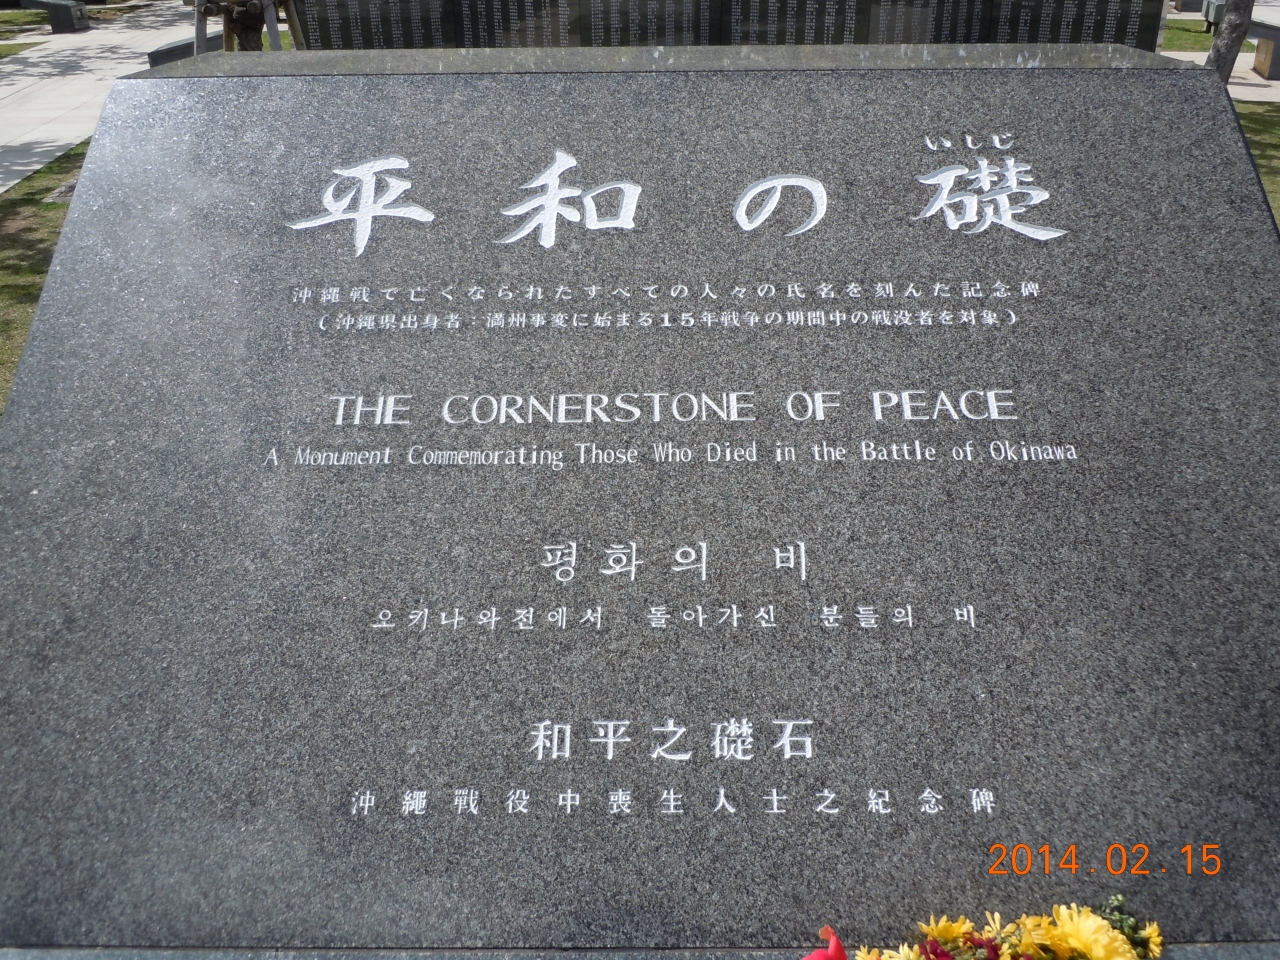 いしじ
平和の礎
沖縄戦で亡くなられたすべての人々の氏名を刻んだ記念碑
(沖縄県出身者:満州事変に始まる15年戦争の期間中の戦没者を対象)
THE CORNERSTONE OF PEACE
A Monument Commemorating Those Who Died in the Battle of Okinawa
평화의 비
오키나와전에서 돌아가신 분들의 비
和平之礎石
沖繩戰役中喪生人士之紀念碑
2014.02.15